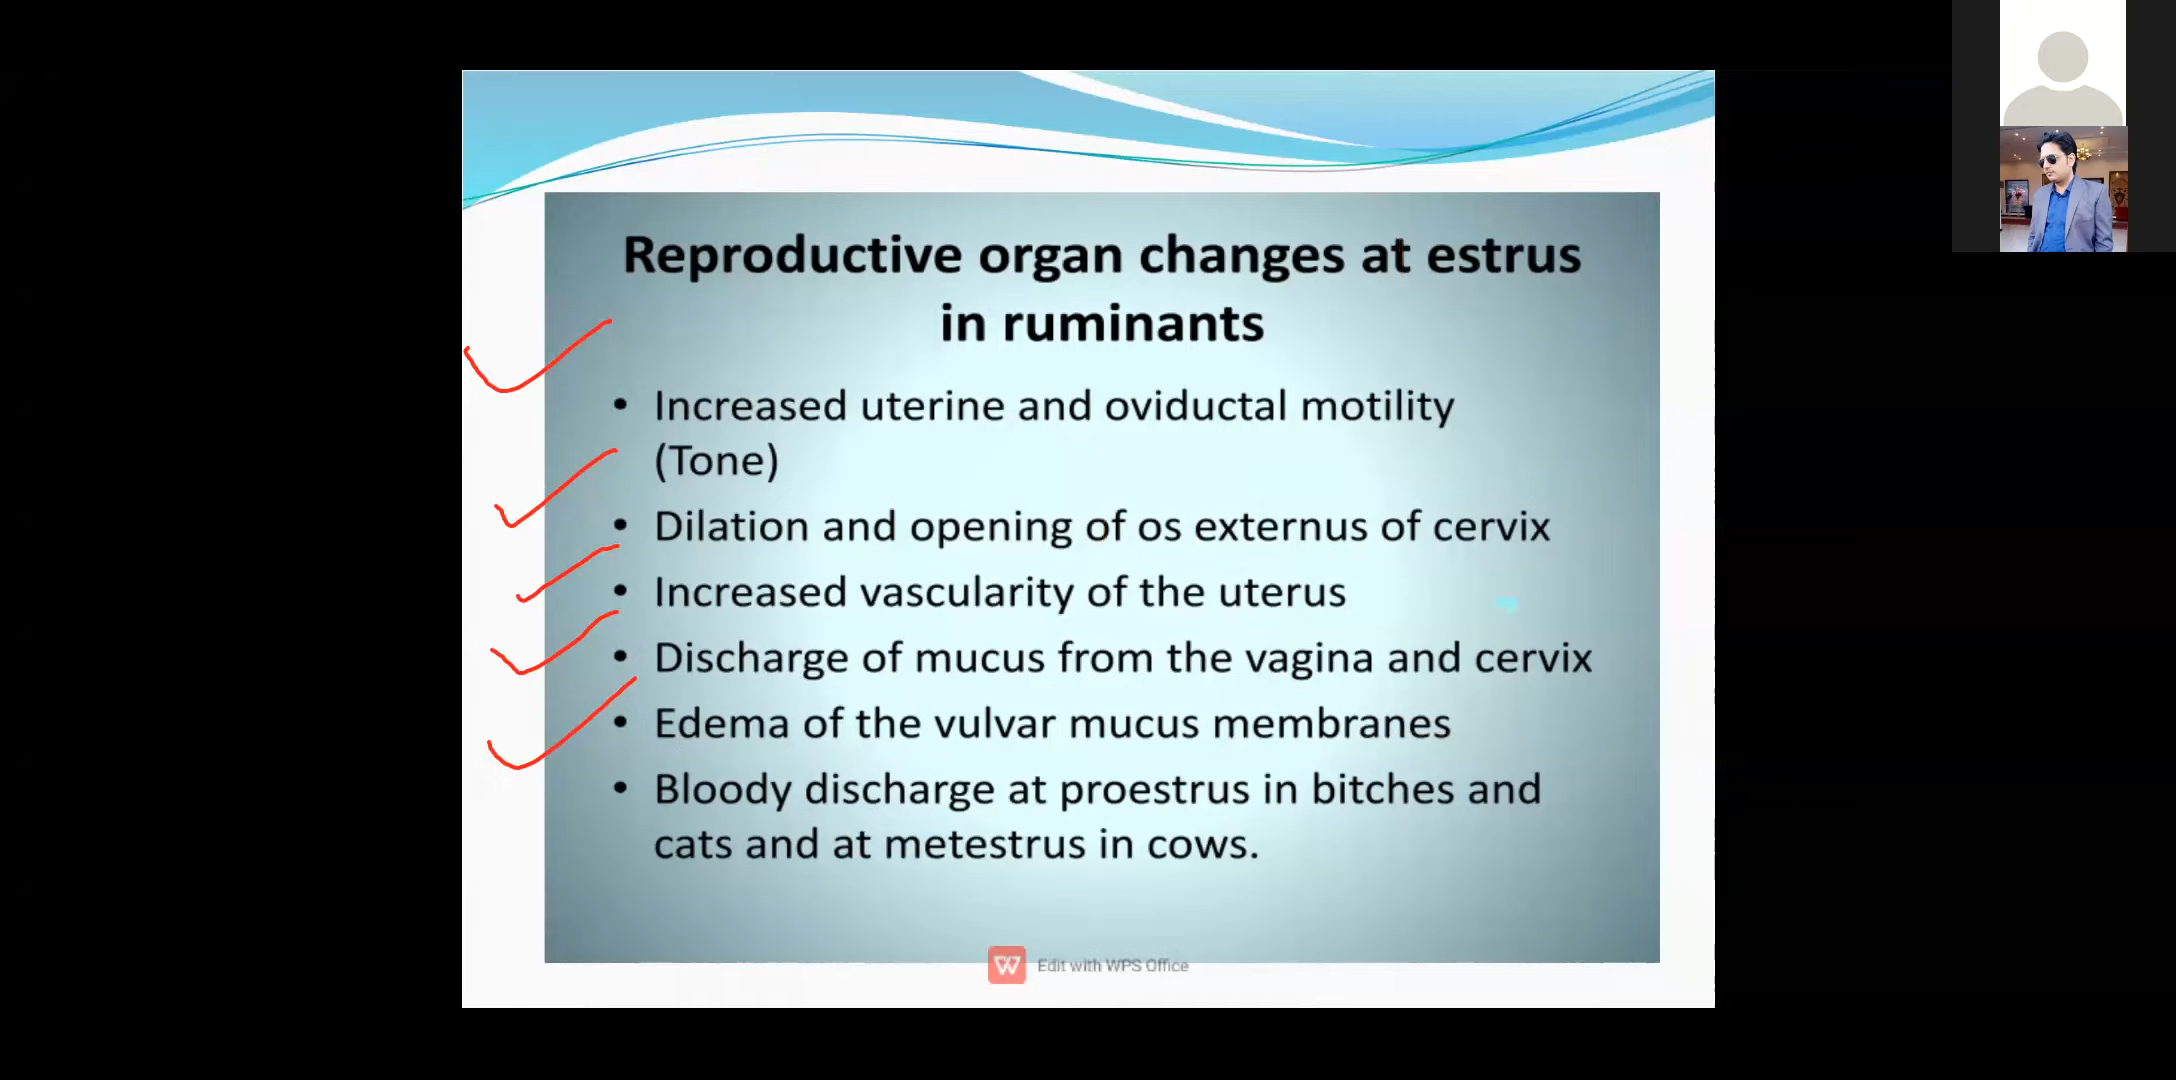 Reproductive organ changes at estrus
in ruminants
• Increased uterine and oviductal motility
(Tone)
• Dilation and opening of os externus of cervix
• Increased vascularity of the uterus
• Discharge of mucus from the vagina and cervix
• Edema of the vulvar mucus membranes
• Bloody discharge at proestrus in bitches and
cats and at metestrus in cows.
W Edit with WPS Office